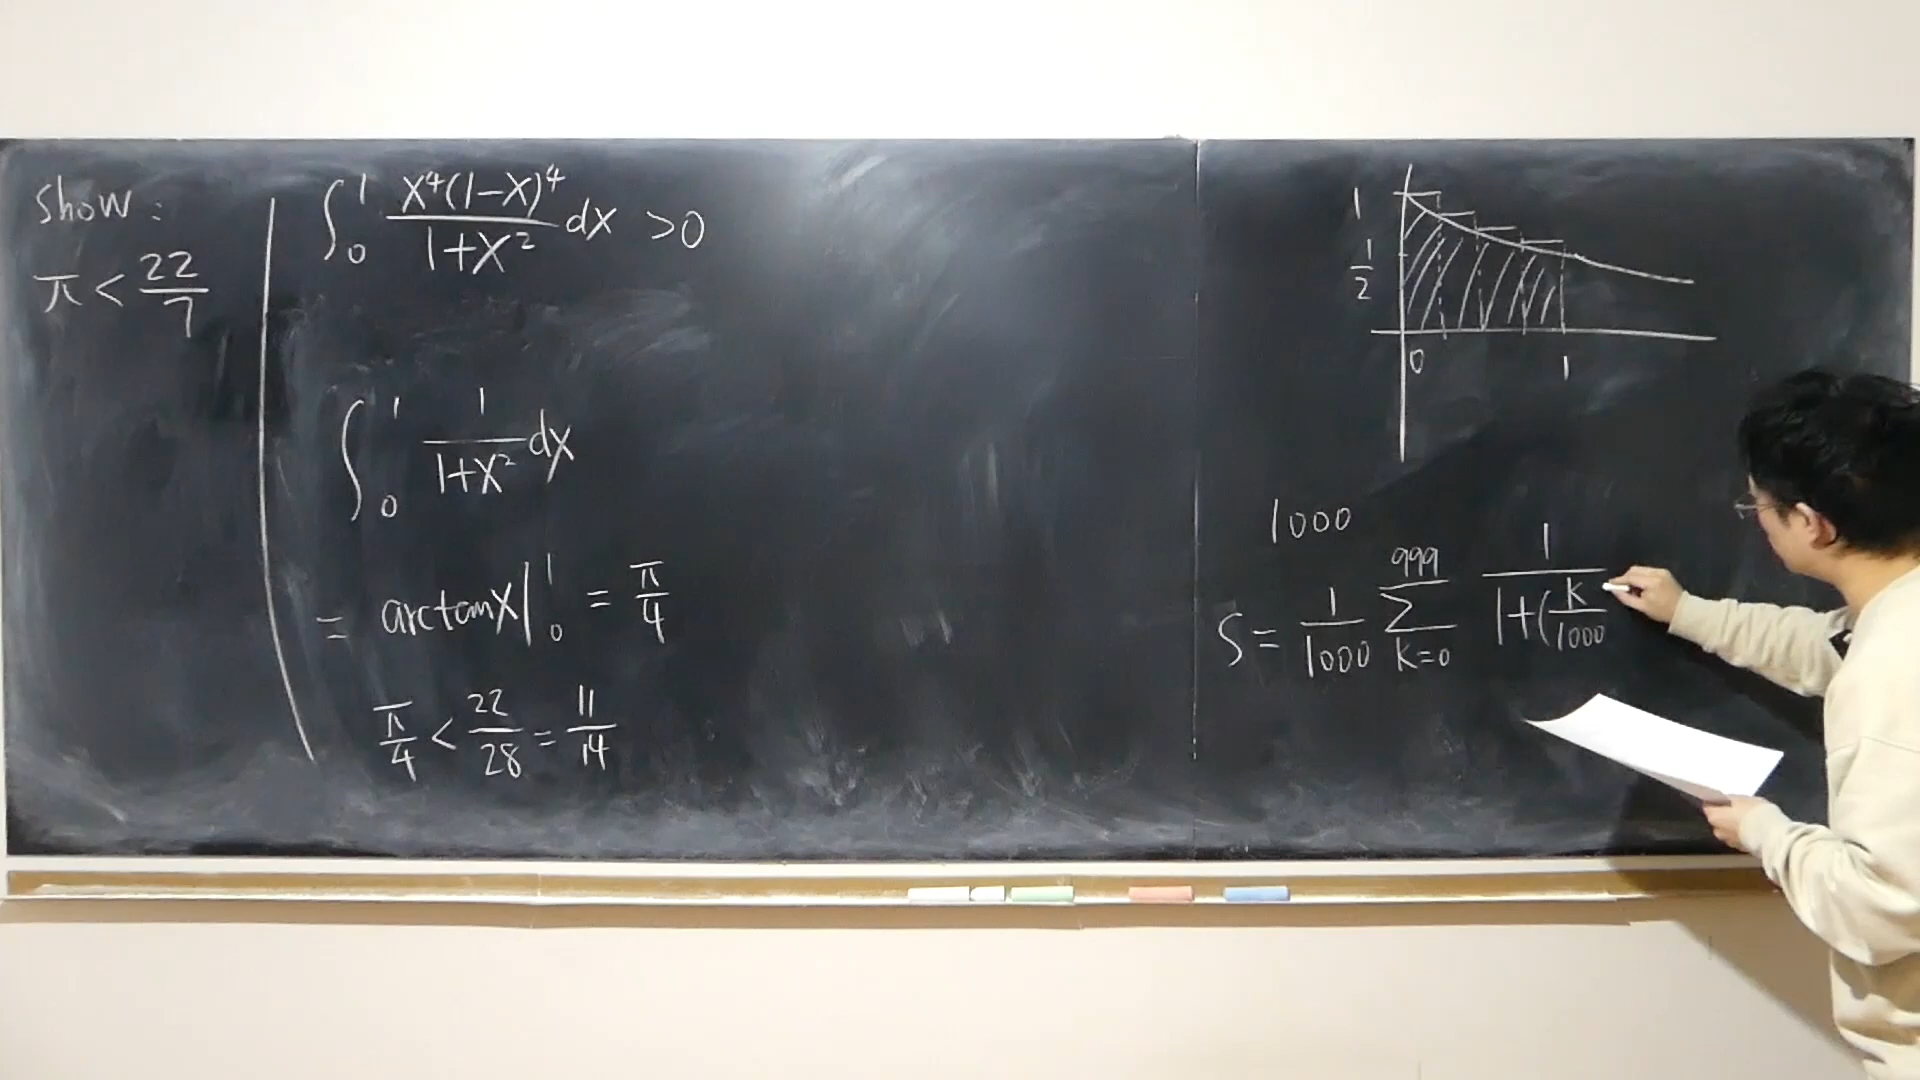 show:
π < 22/7
∫₀¹ x⁴(1-x)⁴/(1+x²) dx > 0
∫₀¹ 1/(1+x²) dx
= arctan x |₀¹ = π/4
π/4 < 22/28 = 11/14
1
1/2
0 1
1000
S = 1/1000 ∑_{k=0}^{999} 1/(1+(k/1000